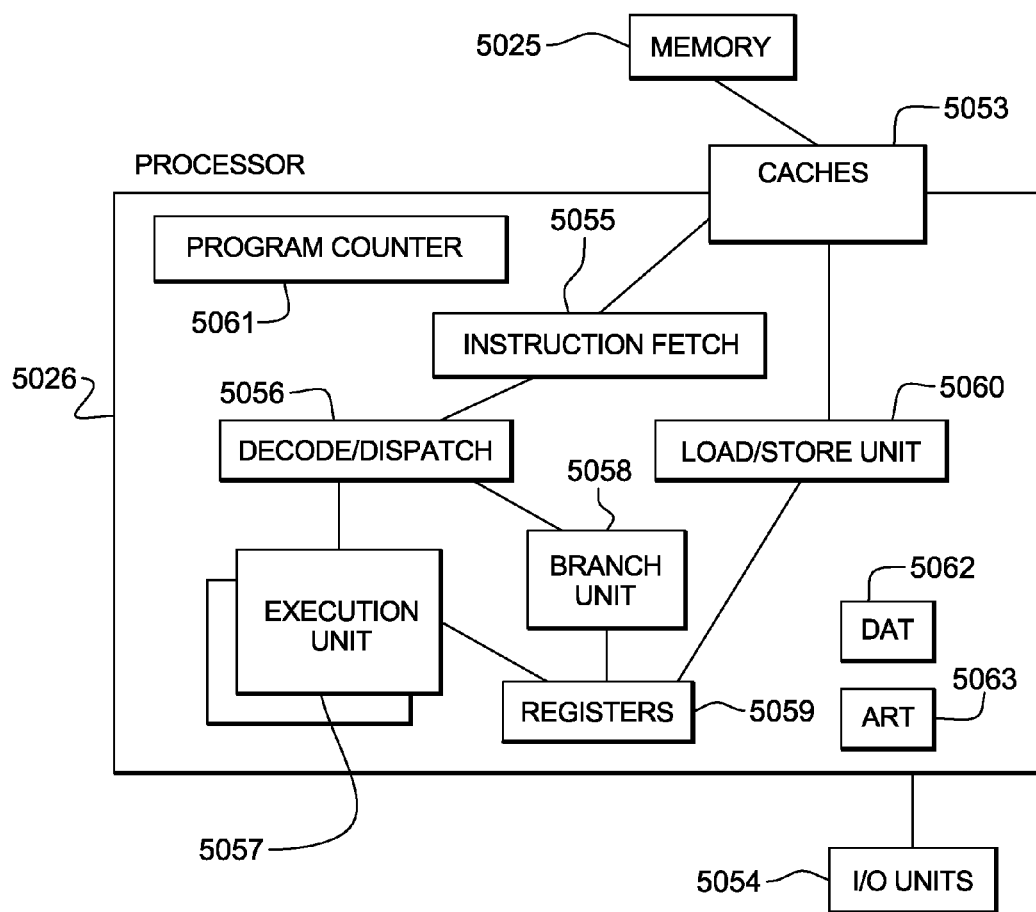 5025
MEMORY
5053
PROCESSOR
CACHES
PROGRAM COUNTER
5055
5061
INSTRUCTION FETCH
5026
5056
5060
DECODE/DISPATCH
LOAD/STORE UNIT
5058
BRANCH
UNIT
5062
EXECUTION
UNIT
DAT
5063
REGISTERS
5059
ART
5057
5054
I/O UNITS